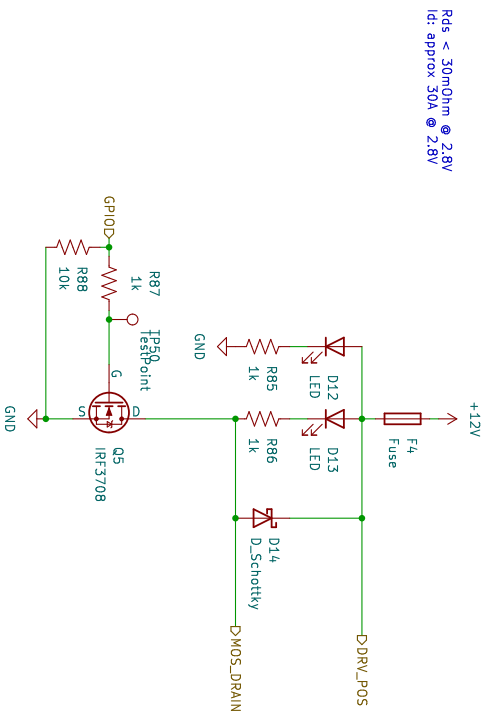 Rds < 30mOhm @ 2.8V
Id: approx 30A @ 2.8V
+12V
F4
Fuse
D12
LED
D13
LED
R85
1k
R86
1k
GND
D14
D_Schottky
DRV_POS
MOS_DRAIN
GPIO
R87
1k
R88
10k
TP50
TestPoint
G
S
D
Q5
IRF3708
GND